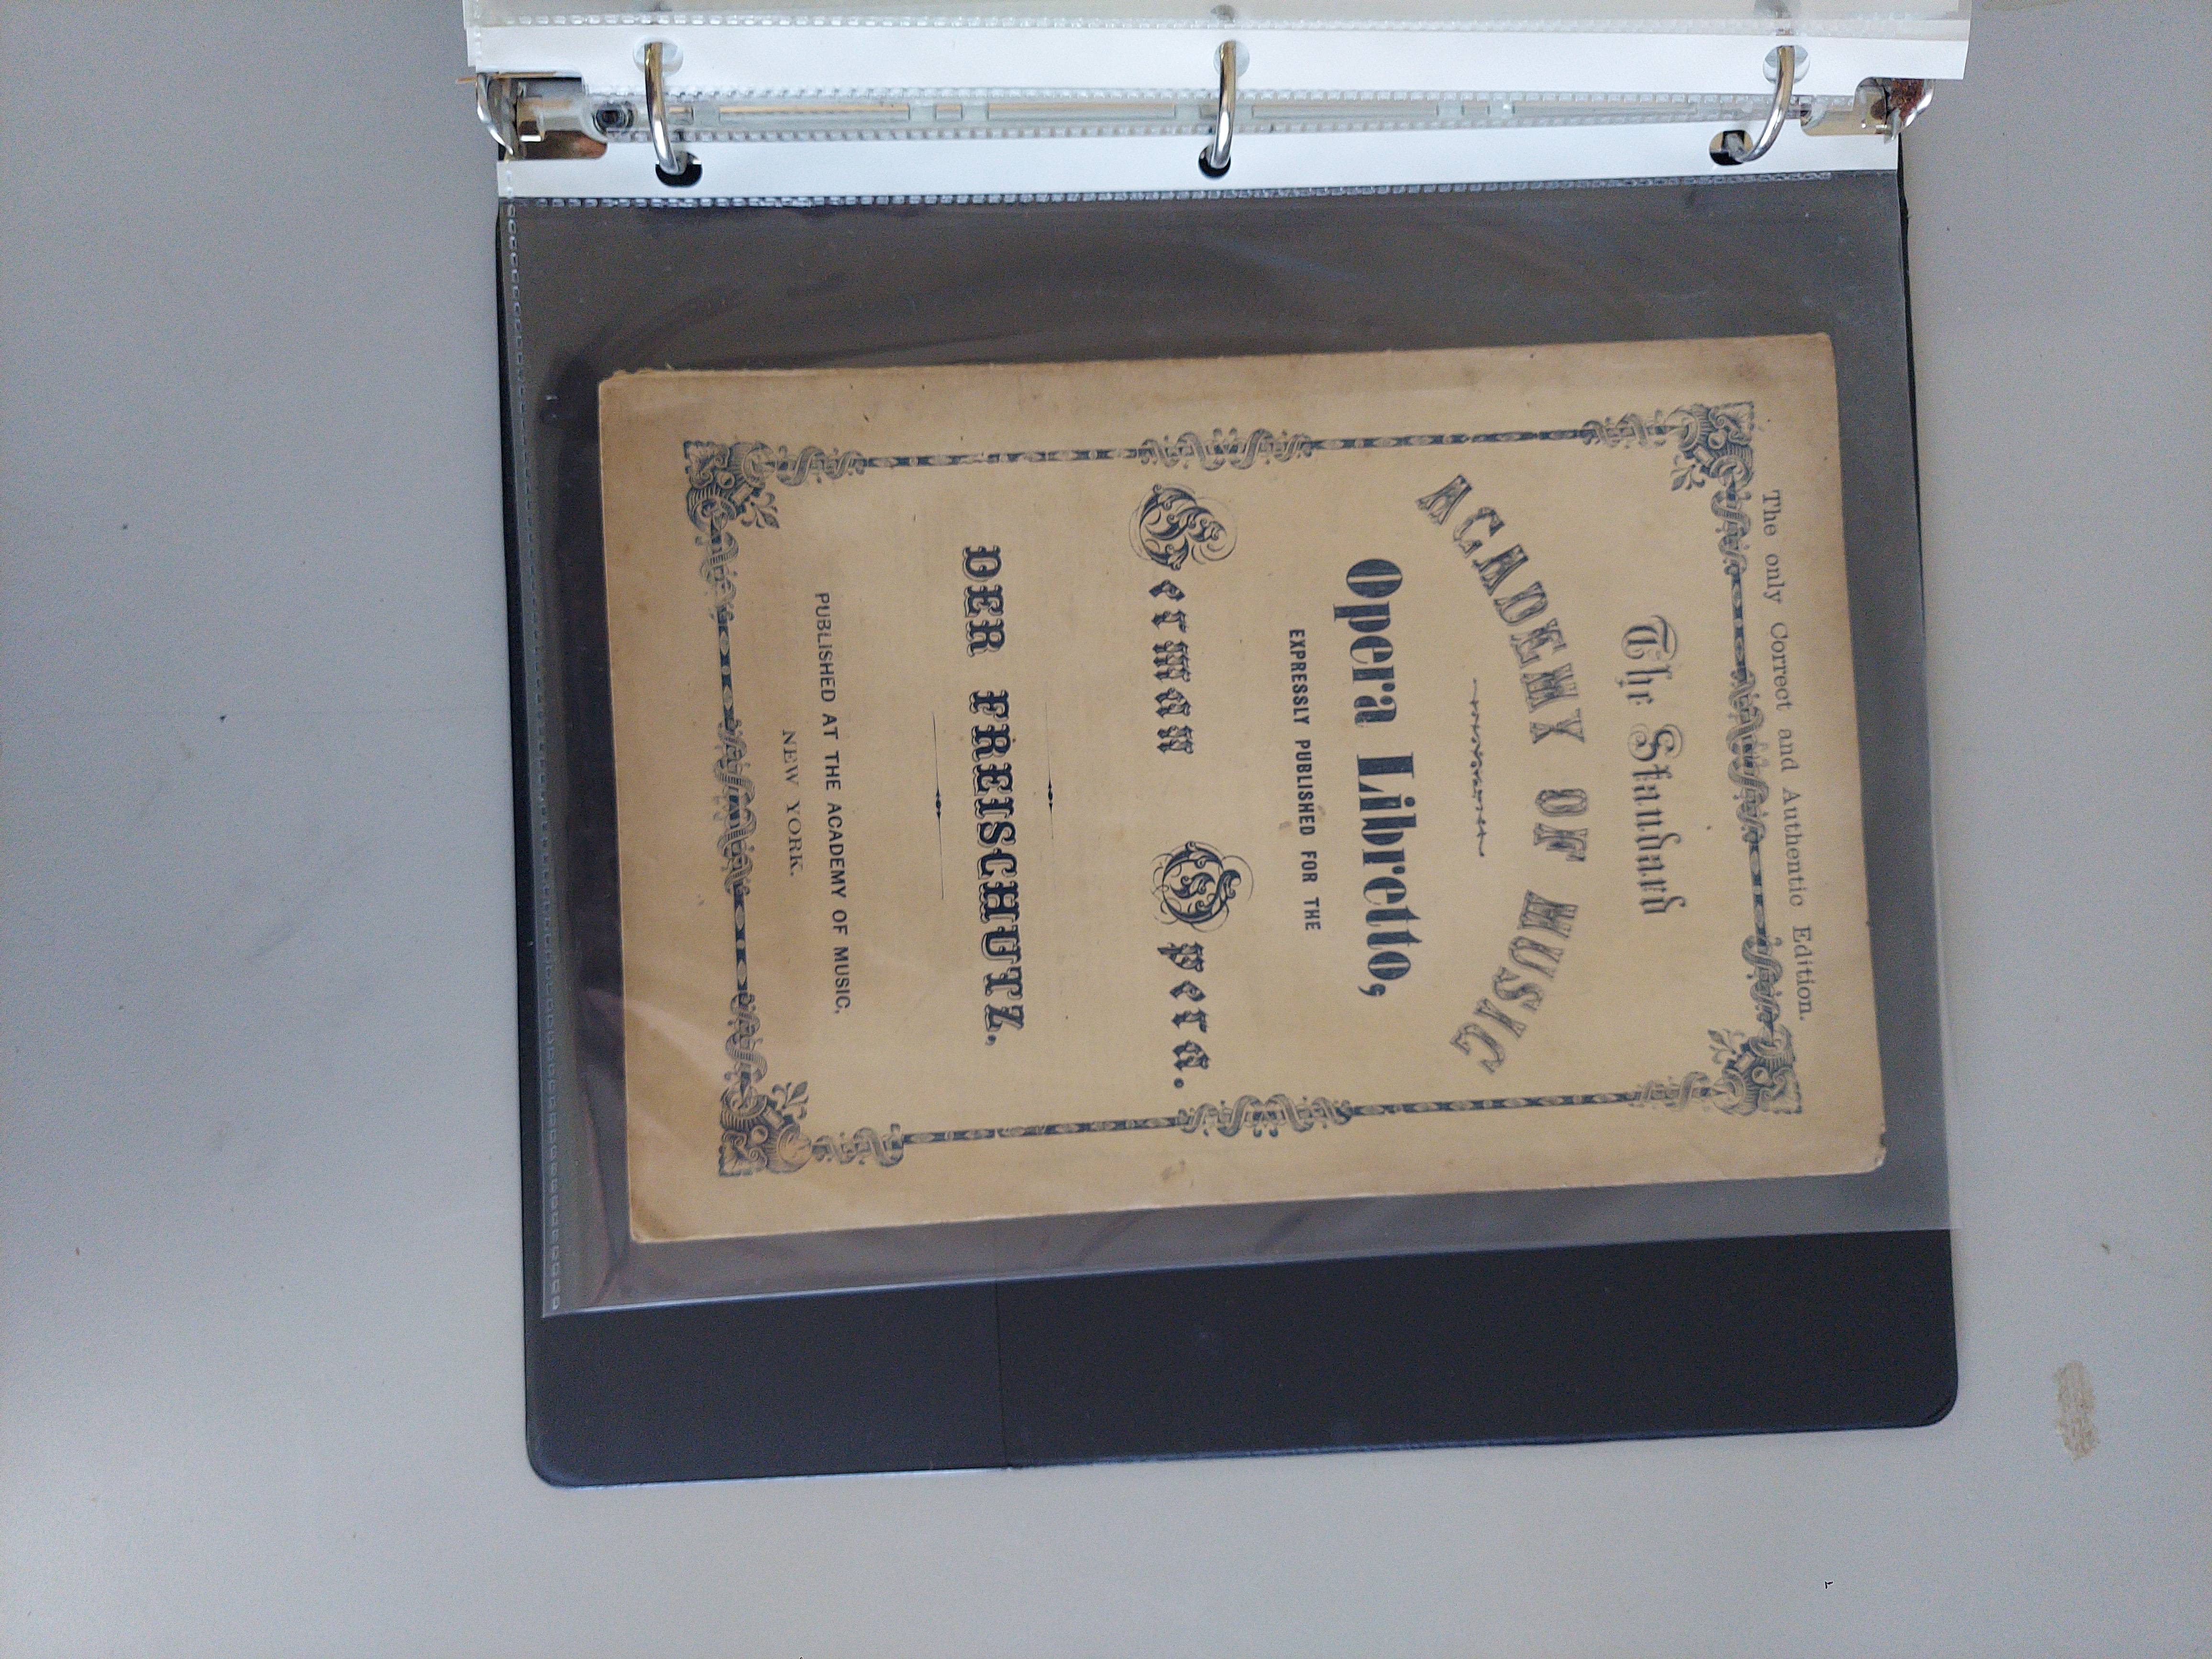 The only Correct and Authentic Edition.
The Standard
ACADEMY OF MUSIC
Opera Libretto,
EXPRESSLY PUBLISHED FOR THE
German Opera.
DER FREISCHUTZ.
PUBLISHED AT THE ACADEMY OF MUSIC,
NEW YORK.